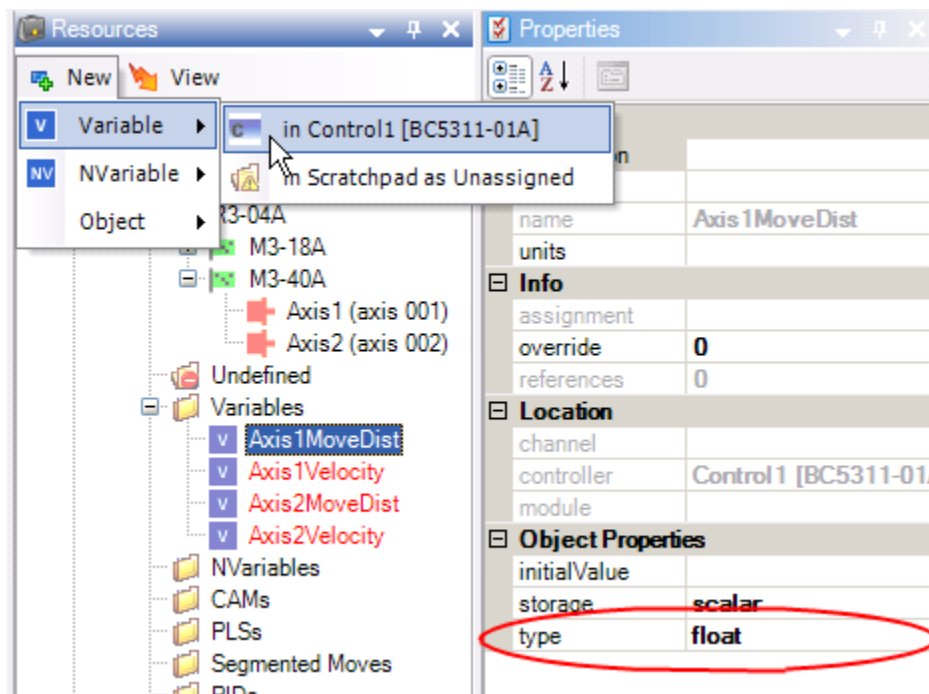 Resources
New View
Variable
NVariable
Object
in Control1 [BC5311-01A]
in Scratchpad as Unassigned
R3-04A
M3-18A
M3-40A
Axis1 (axis 001)
Axis2 (axis 002)
Undefined
Variables
Axis1MoveDist
Axis1Velocity
Axis2MoveDist
Axis2Velocity
NVariables
CAMs
PLSs
Segmented Moves
PIDs
Properties
name Axis1MoveDist
units
Info
assignment
override 0
references 0
Location
channel
controller Control1 [BC5311-01
module
Object Properties
initialValue
storage scalar
type float